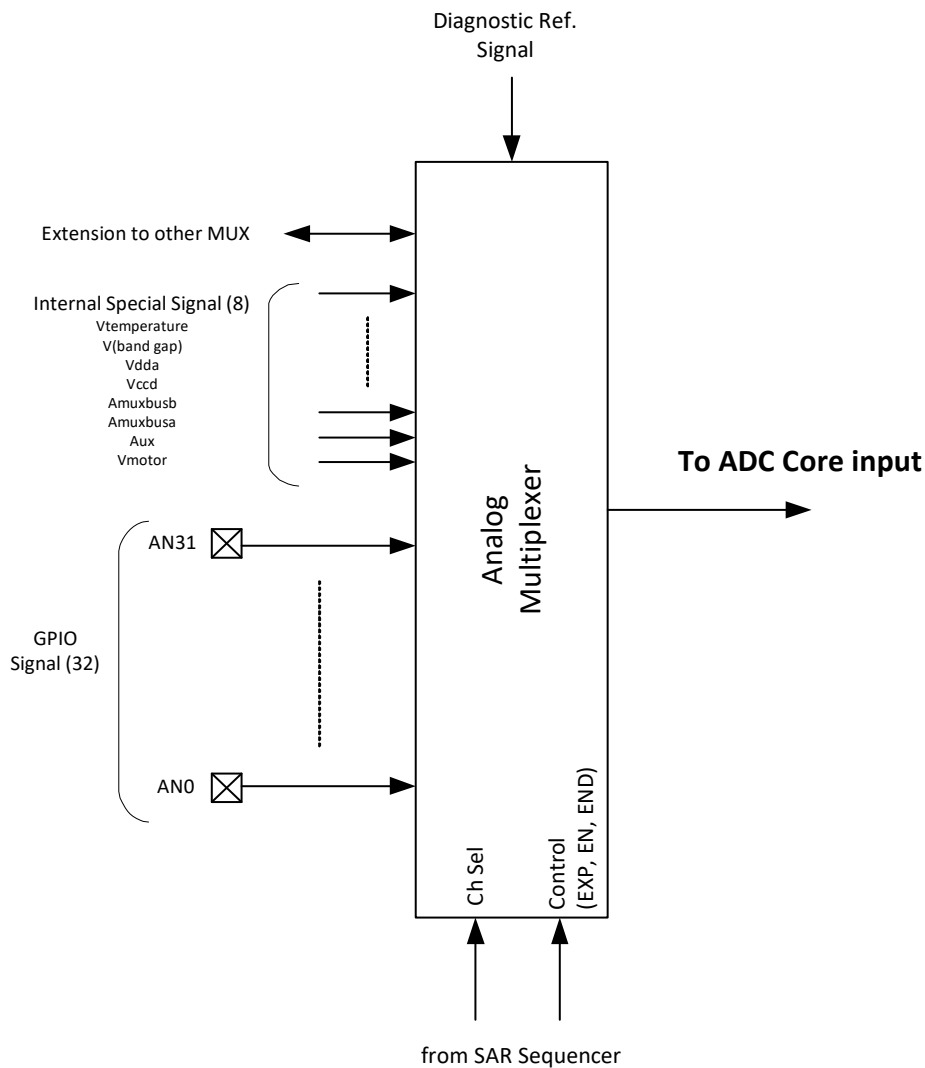 Diagnostic Ref.
Signal
Extension to other MUX
Internal Special Signal (8)
Vtemperature
V(band gap)
Vdda
Vccd
Amuxbusb
Amuxbusa
Aux
Vmotor
To ADC Core input
Analog
Multiplexer
AN31
GPIO
Signal (32)
AN0
Ch Sel
Control
(EXP, EN, END)
from SAR Sequencer